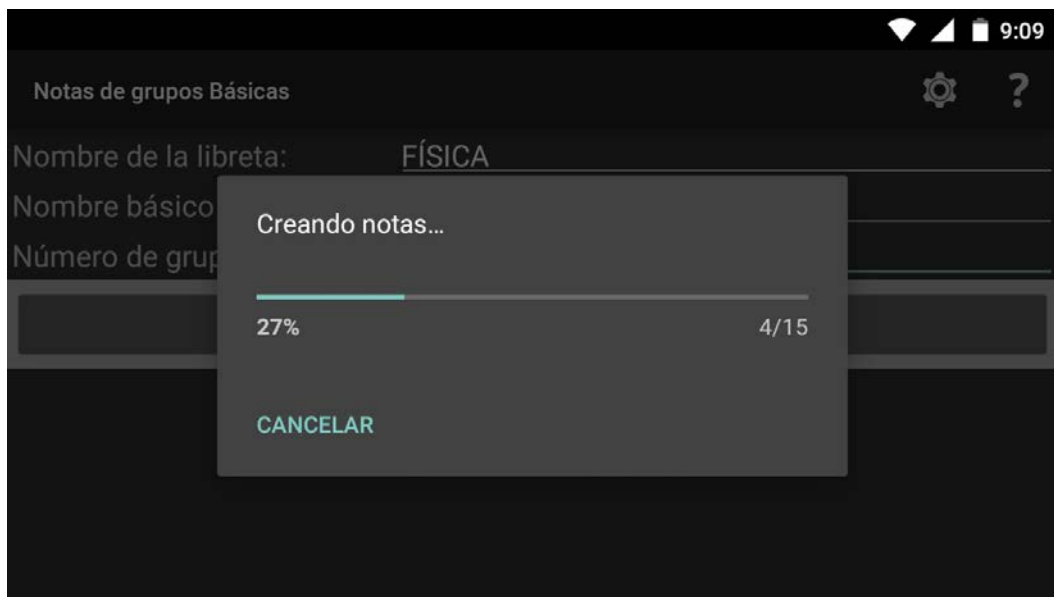 9:09
Notas de grupos Básicas
?
Nombre de la libreta: FÍSICA
Nombre básico
Número de grup
Creando notas...
27% 4/15
CANCELAR